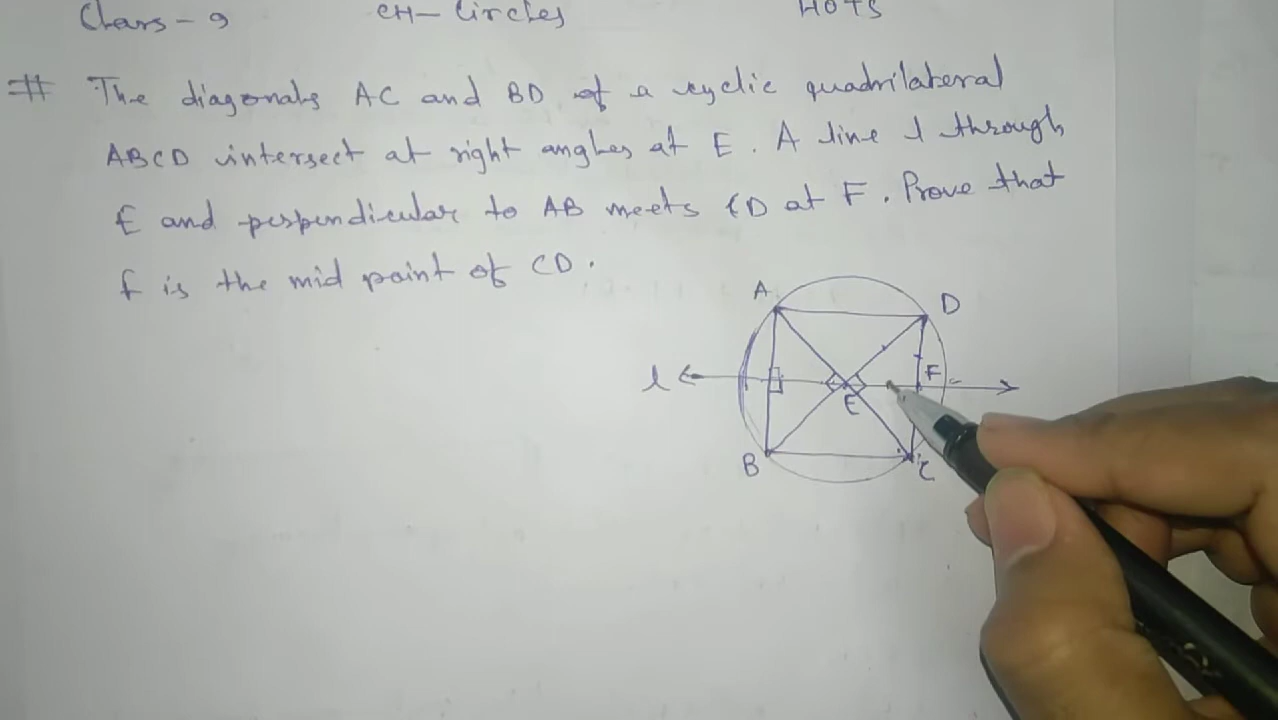 Class - 9 CH- Circles HOTS
# The diagonals AC and BD of a cyclic quadrilateral
ABCD intersect at right angles at E. A line l through
E and perpendicular to AB meets CD at F. Prove that
F is the mid point of CD.
A D
l F
E
B C